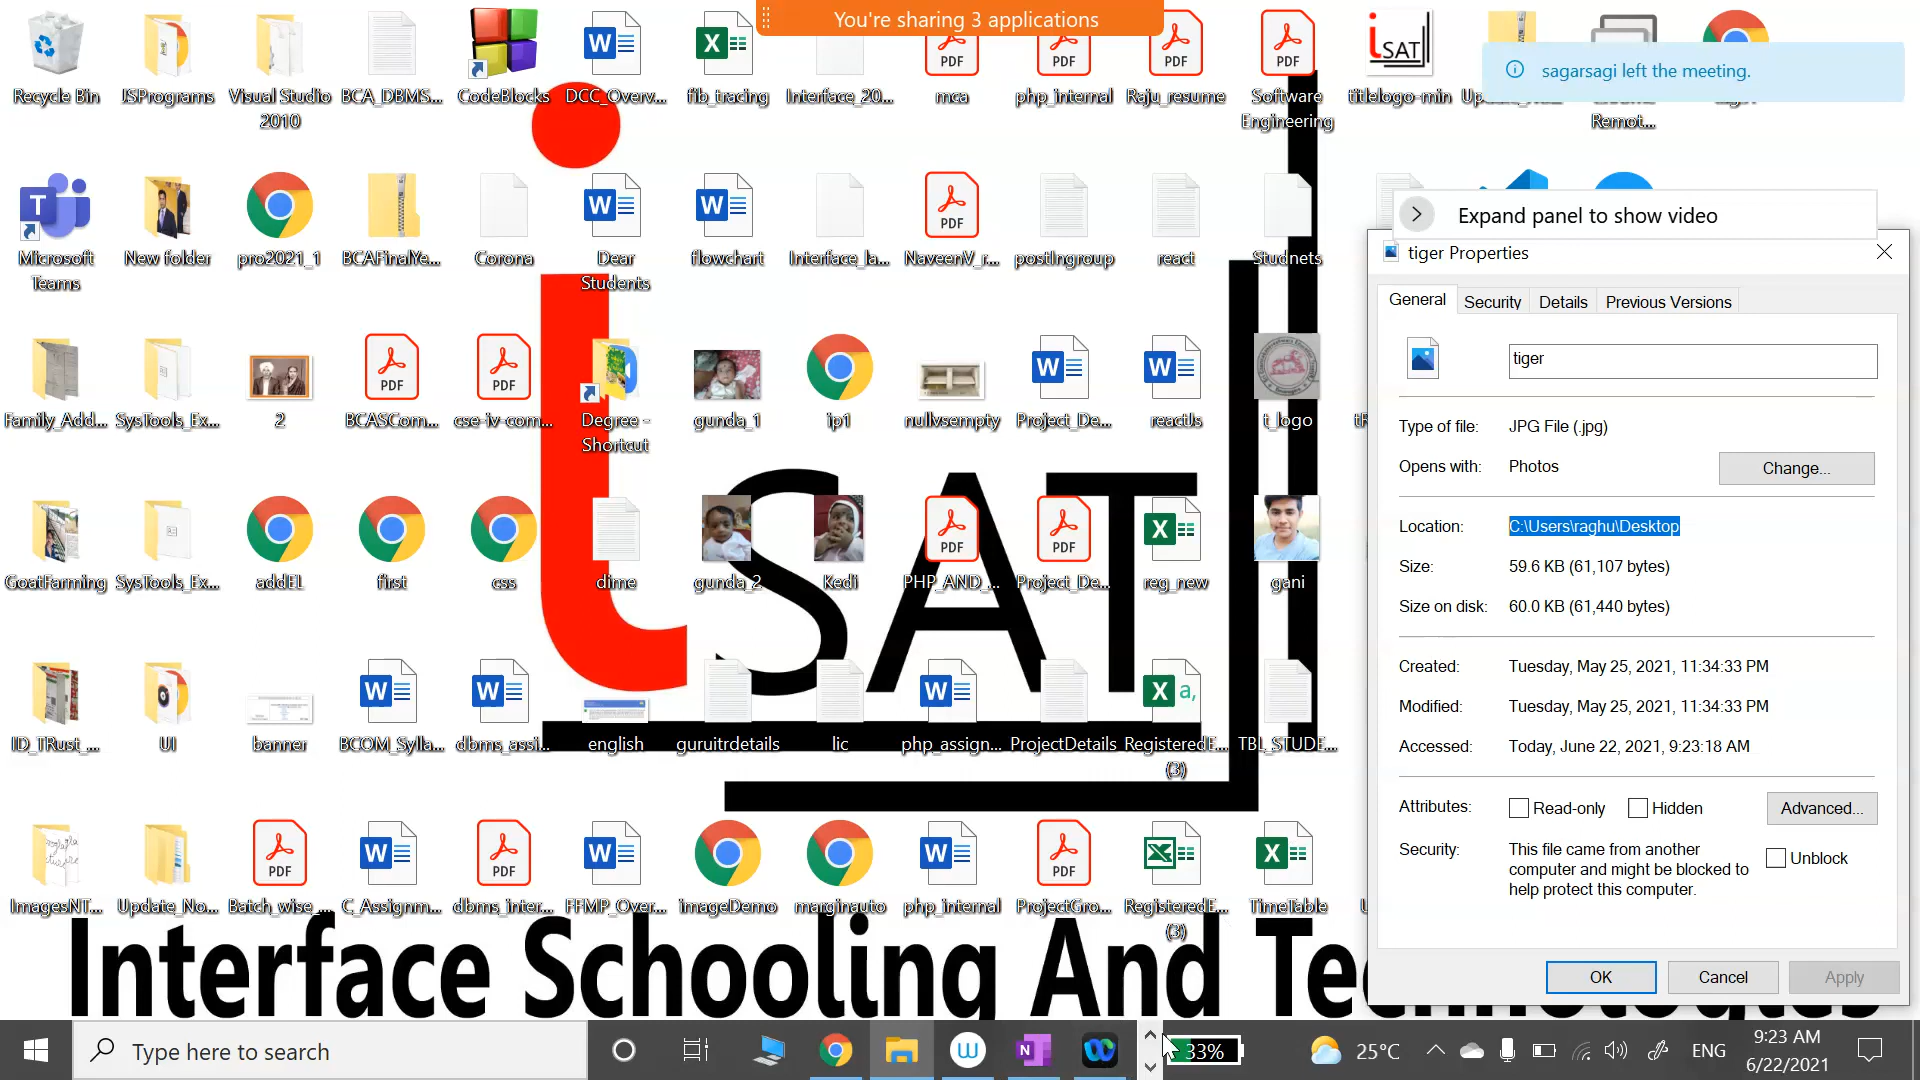 You're sharing 3 applications
sagarsagi left the meeting.
Recycle Bin
JSPrograms
Visual Studio
2010
BCA_DBMS...
CodeBlocks
DCC_Overv...
fib_tracing
Interface_20...
mca
php_internal
Raju_resume
Software
Engineering
titlelogo-min
Remot...
Microsoft
Teams
New folder
pro2021_1
BCAFinalYe...
Corona
Dear
Students
flowchart
Interface_la...
NaveenV_r...
postIngroup
react
Studnets
Expand panel to show video
tiger Properties
General
Security
Details
Previous Versions
tiger
Type of file:
JPG File (.jpg)
Opens with:
Photos
Change...
Location:
C:\Users\raghu\Desktop
Size:
59.6 KB (61,107 bytes)
Size on disk:
60.0 KB (61,440 bytes)
Created:
Tuesday, May 25, 2021, 11:34:33 PM
Modified:
Tuesday, May 25, 2021, 11:34:33 PM
Accessed:
Today, June 22, 2021, 9:23:18 AM
Attributes:
Read-only
Hidden
Advanced...
Security:
This file came from another
computer and might be blocked to
help protect this computer.
Unblock
OK
Cancel
Apply
Family_Add...
SysTools_Ex...
2
BCASCom...
cse-iv-com...
Degree -
Shortcut
gunda_1
ip1
nullvsempty
Project_De...
reactJs
t_logo
GoatFarming
SysTools_Ex...
addEL
first
css
dime
gunda_2
Kedi
PHP_AND_...
Project_De...
reg_new
gani
ID_TRust_...
UI
banner
BCOM_Sylla...
dbms_assi...
english
guruitrdetails
lic
php_assign...
ProjectDetails
RegisteredE...
(3)
TBL_STUDE...
ImagesNT...
Update_No...
Batch_wise_...
C_Assignm...
dbms_inter...
FFMP_Over...
imageDemo
marginauto
php_internal
ProjectGro...
RegisteredE...
(3)
TimeTable
iSAT
Interface Schooling And Technologies
Type here to search
33%
25°C
ENG
9:23 AM
6/22/2021